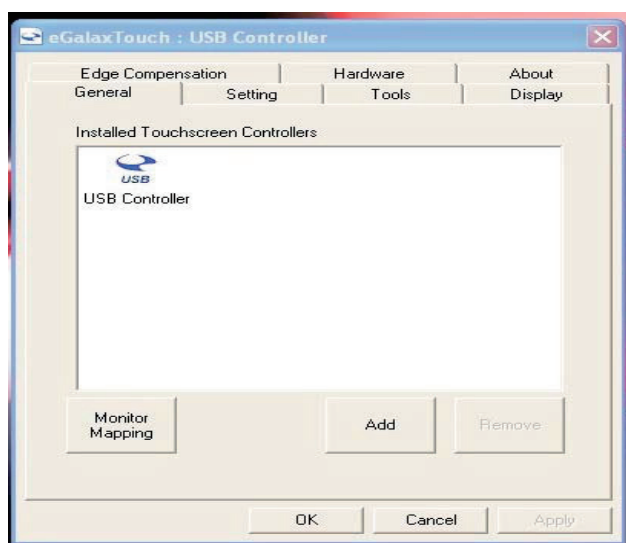 eGalaxTouch : USB Controller
Edge Compensation Hardware About
General Setting Tools Display
Installed Touchscreen Controllers
USB
USB Controller
Monitor
Mapping
Add
Remove
OK Cancel Apply